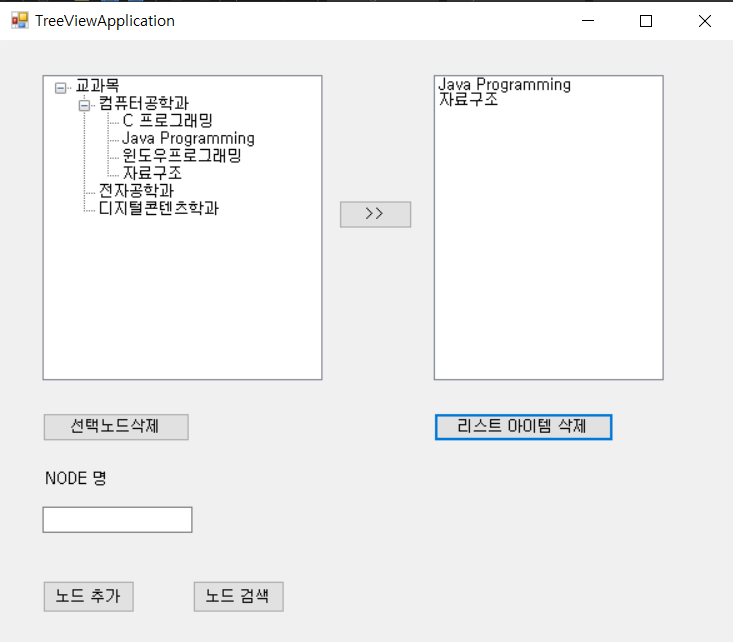 TreeViewApplication
교과목
컴퓨터공학과
C 프로그래밍
Java Programming
윈도우프로그래밍
자료구조
전자공학과
디지털콘텐츠학과
>>
Java Programming
자료구조
선택노드삭제
리스트 아이템 삭제
NODE 명
노드 추가
노드 검색